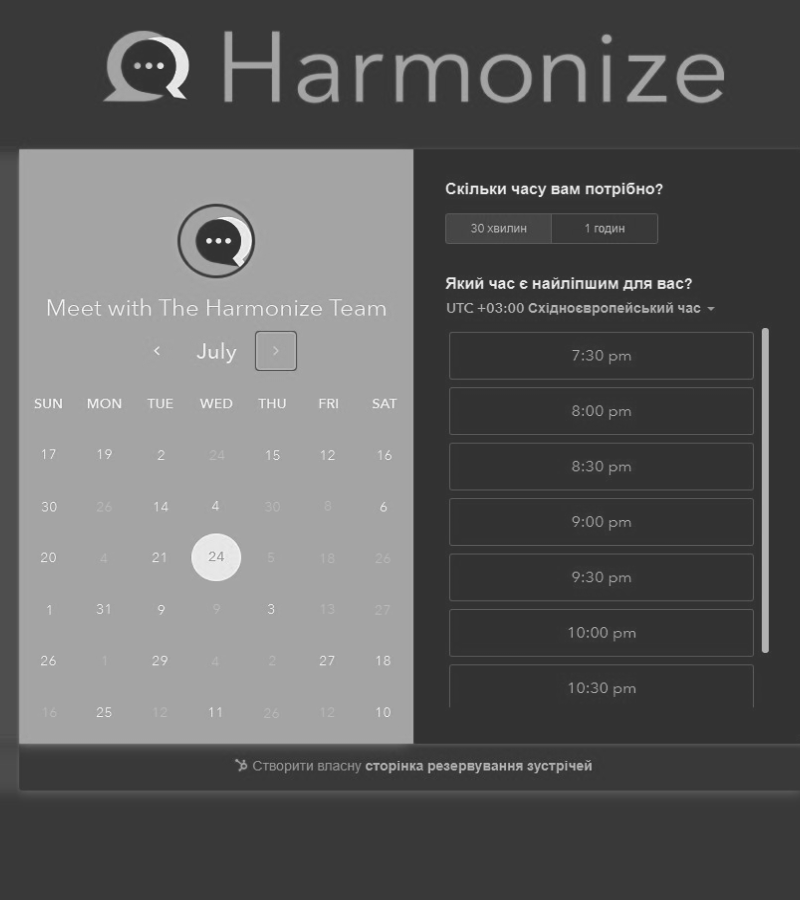 Harmonize
Meet with The Harmonize Team
July
SUN MON TUE WED THU FRI SAT
17 19 2 24 15 12 16
30 26 14 4 30 8 6
20 4 21 24 5 18 26
1 31 9 9 3 13 27
26 1 29 4 2 27 18
16 25 12 11 26 12 10
Скільки часу вам потрібно?
30 хвилин 1 годин
Який час є найліпшим для вас?
UTC +03:00 Східноєвропейський час
7:30 pm
8:00 pm
8:30 pm
9:00 pm
9:30 pm
10:00 pm
10:30 pm
Створити власну сторінка резервування зустрічей